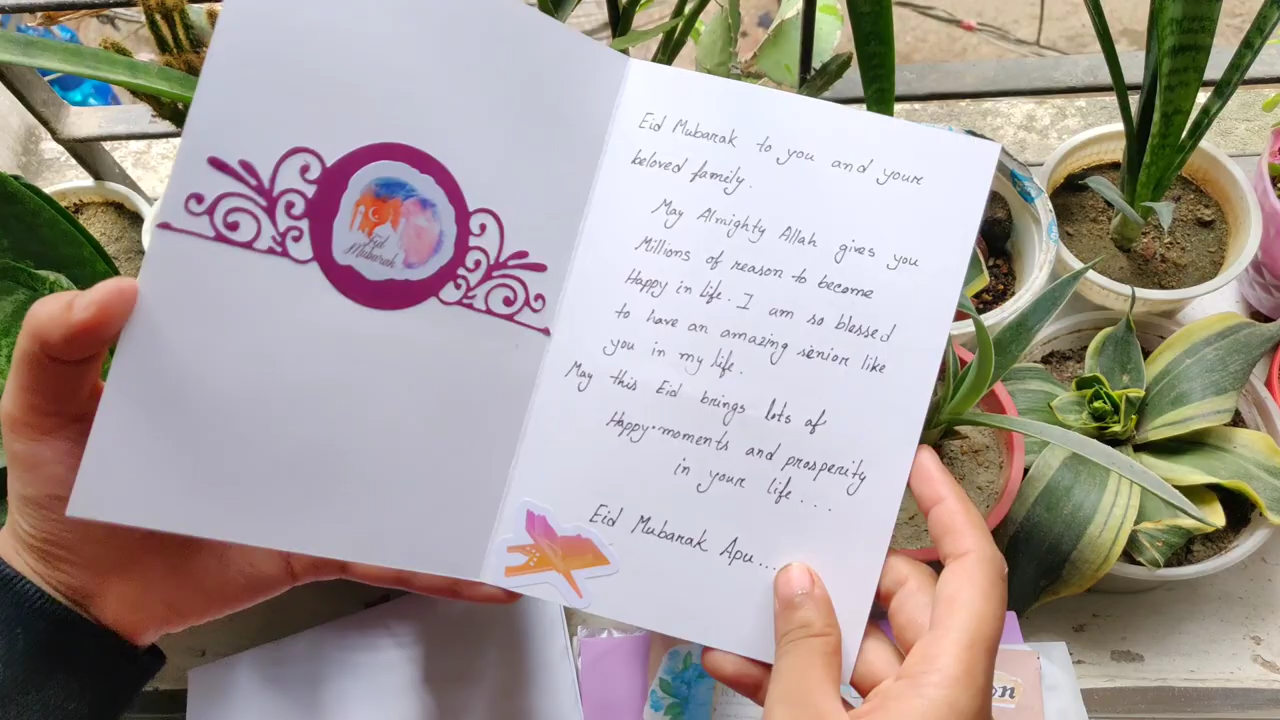 Eid
Mubarak
Eid Mubarak to you and your
beloved family.
May Almighty Allah gives you
Millions of reason to become
Happy in life. I am so blessed
to have an amazing senior like
you in my life.
May this Eid brings lots of
Happy moments and prosperity
in your life...
Eid Mubarak Apu...
on